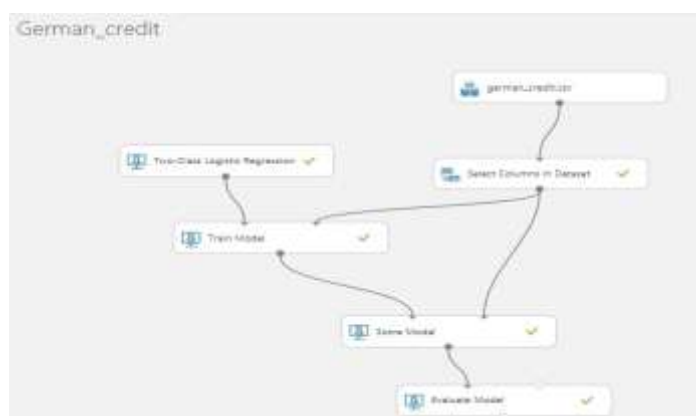 German_credit
german_credit.csv
Two-Class Logistic Regression
Select Columns in Dataset
Train Model
Score Model
Evaluate Model